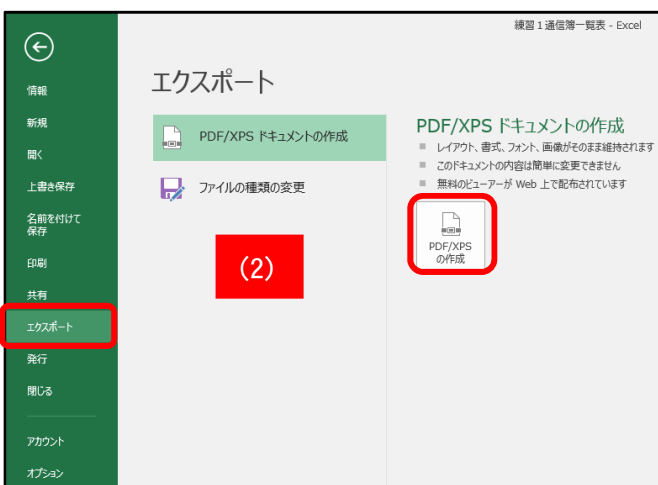 練習1通信簿一覧表 - Excel
情報
新規
開く
上書き保存
名前を付けて
保存
印刷
共有
エクスポート
発行
閉じる
アカウント
オプション
エクスポート
PDF/XPS ドキュメントの作成
ファイルの種類の変更
(2)
PDF/XPS ドキュメントの作成
レイアウト、書式、フォント、画像がそのまま維持されます
このドキュメントの内容は簡単に変更できません
無料のビューアーが Web 上で配布されています
PDF/XPS
の作成